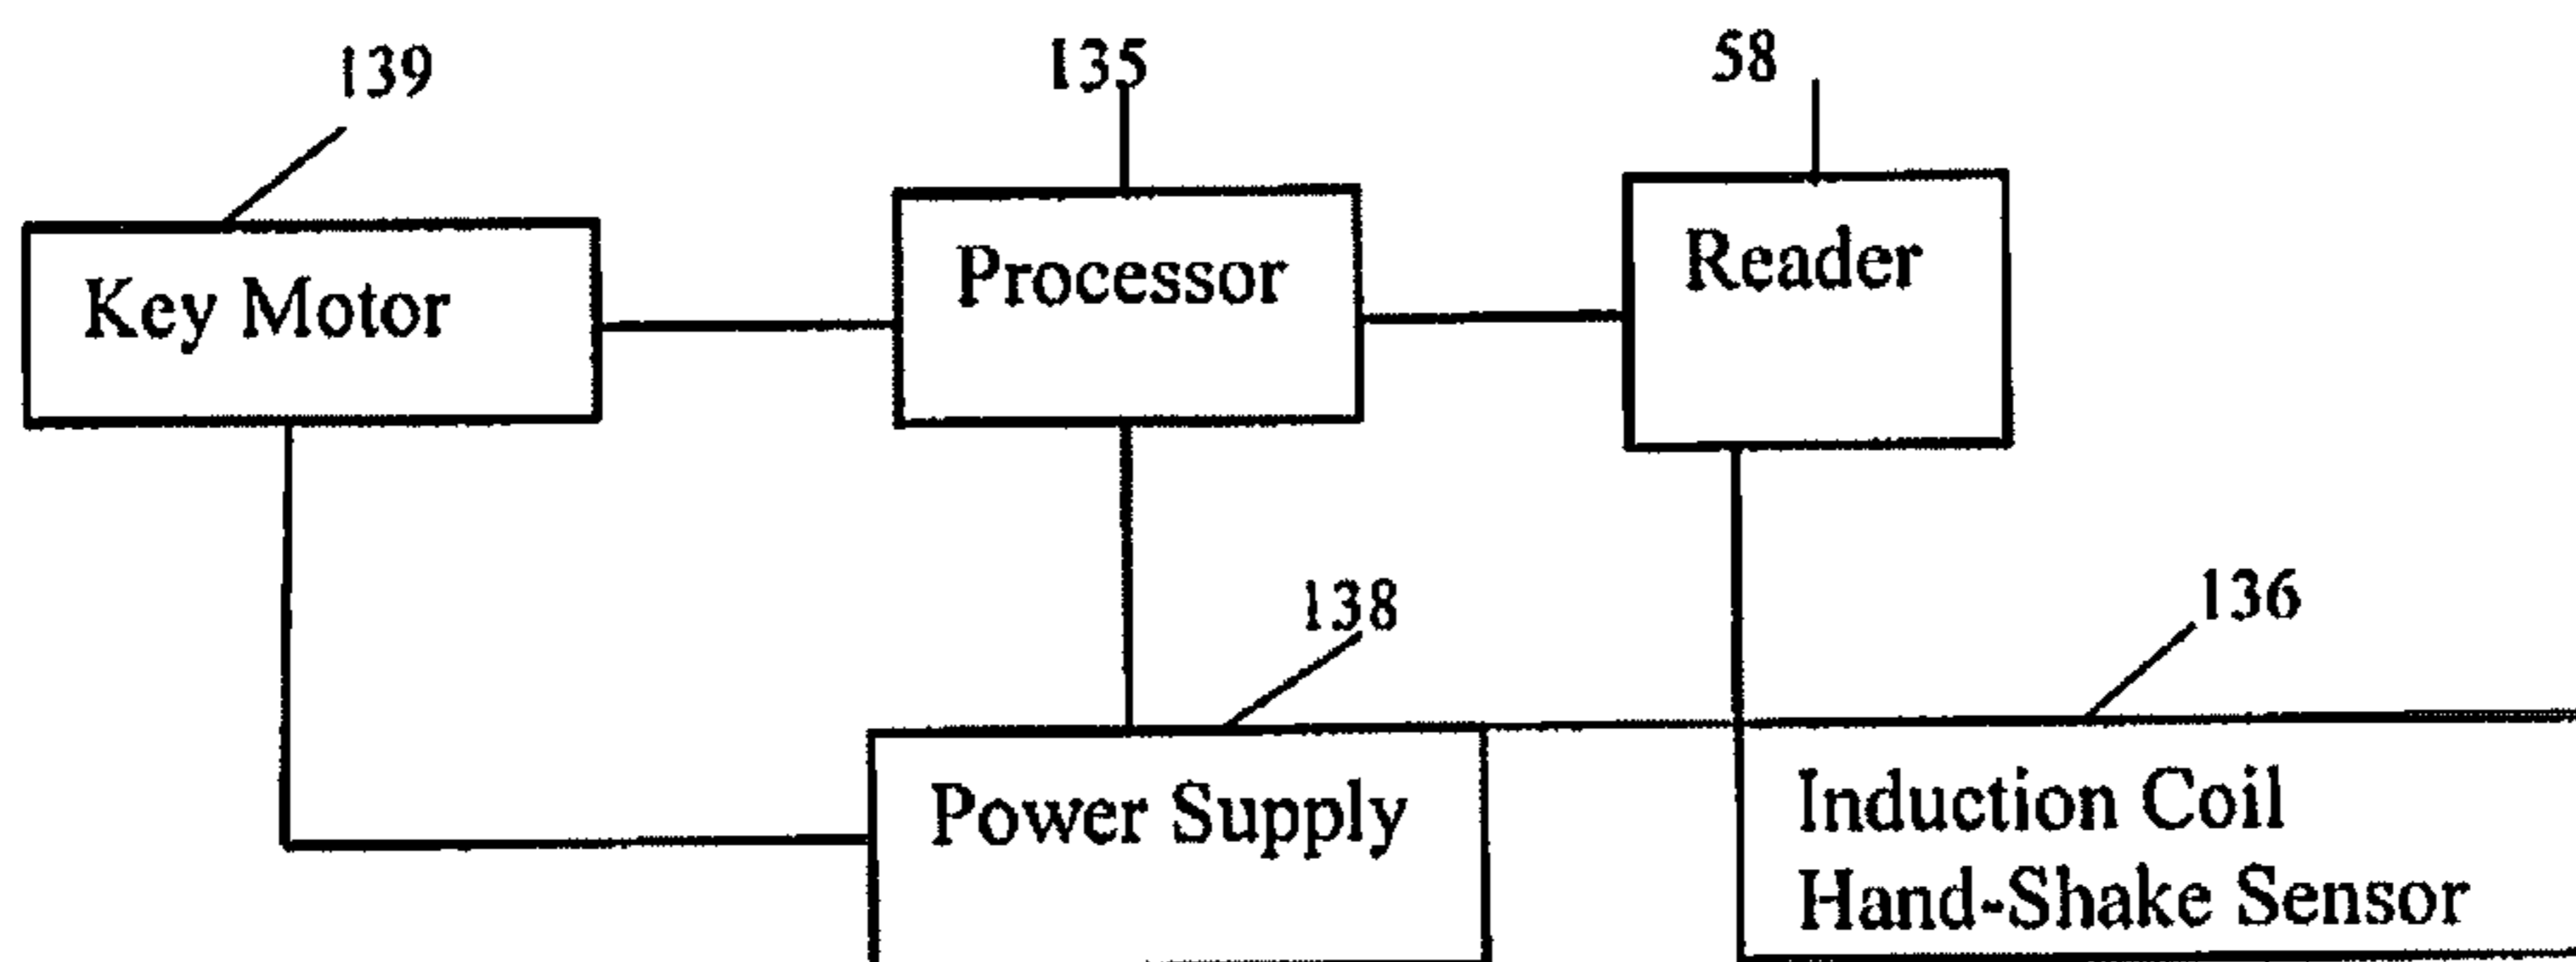 139
135
58
Key Motor
Processor
Reader
138
136
Power Supply
Induction Coil
Hand-Shake Sensor